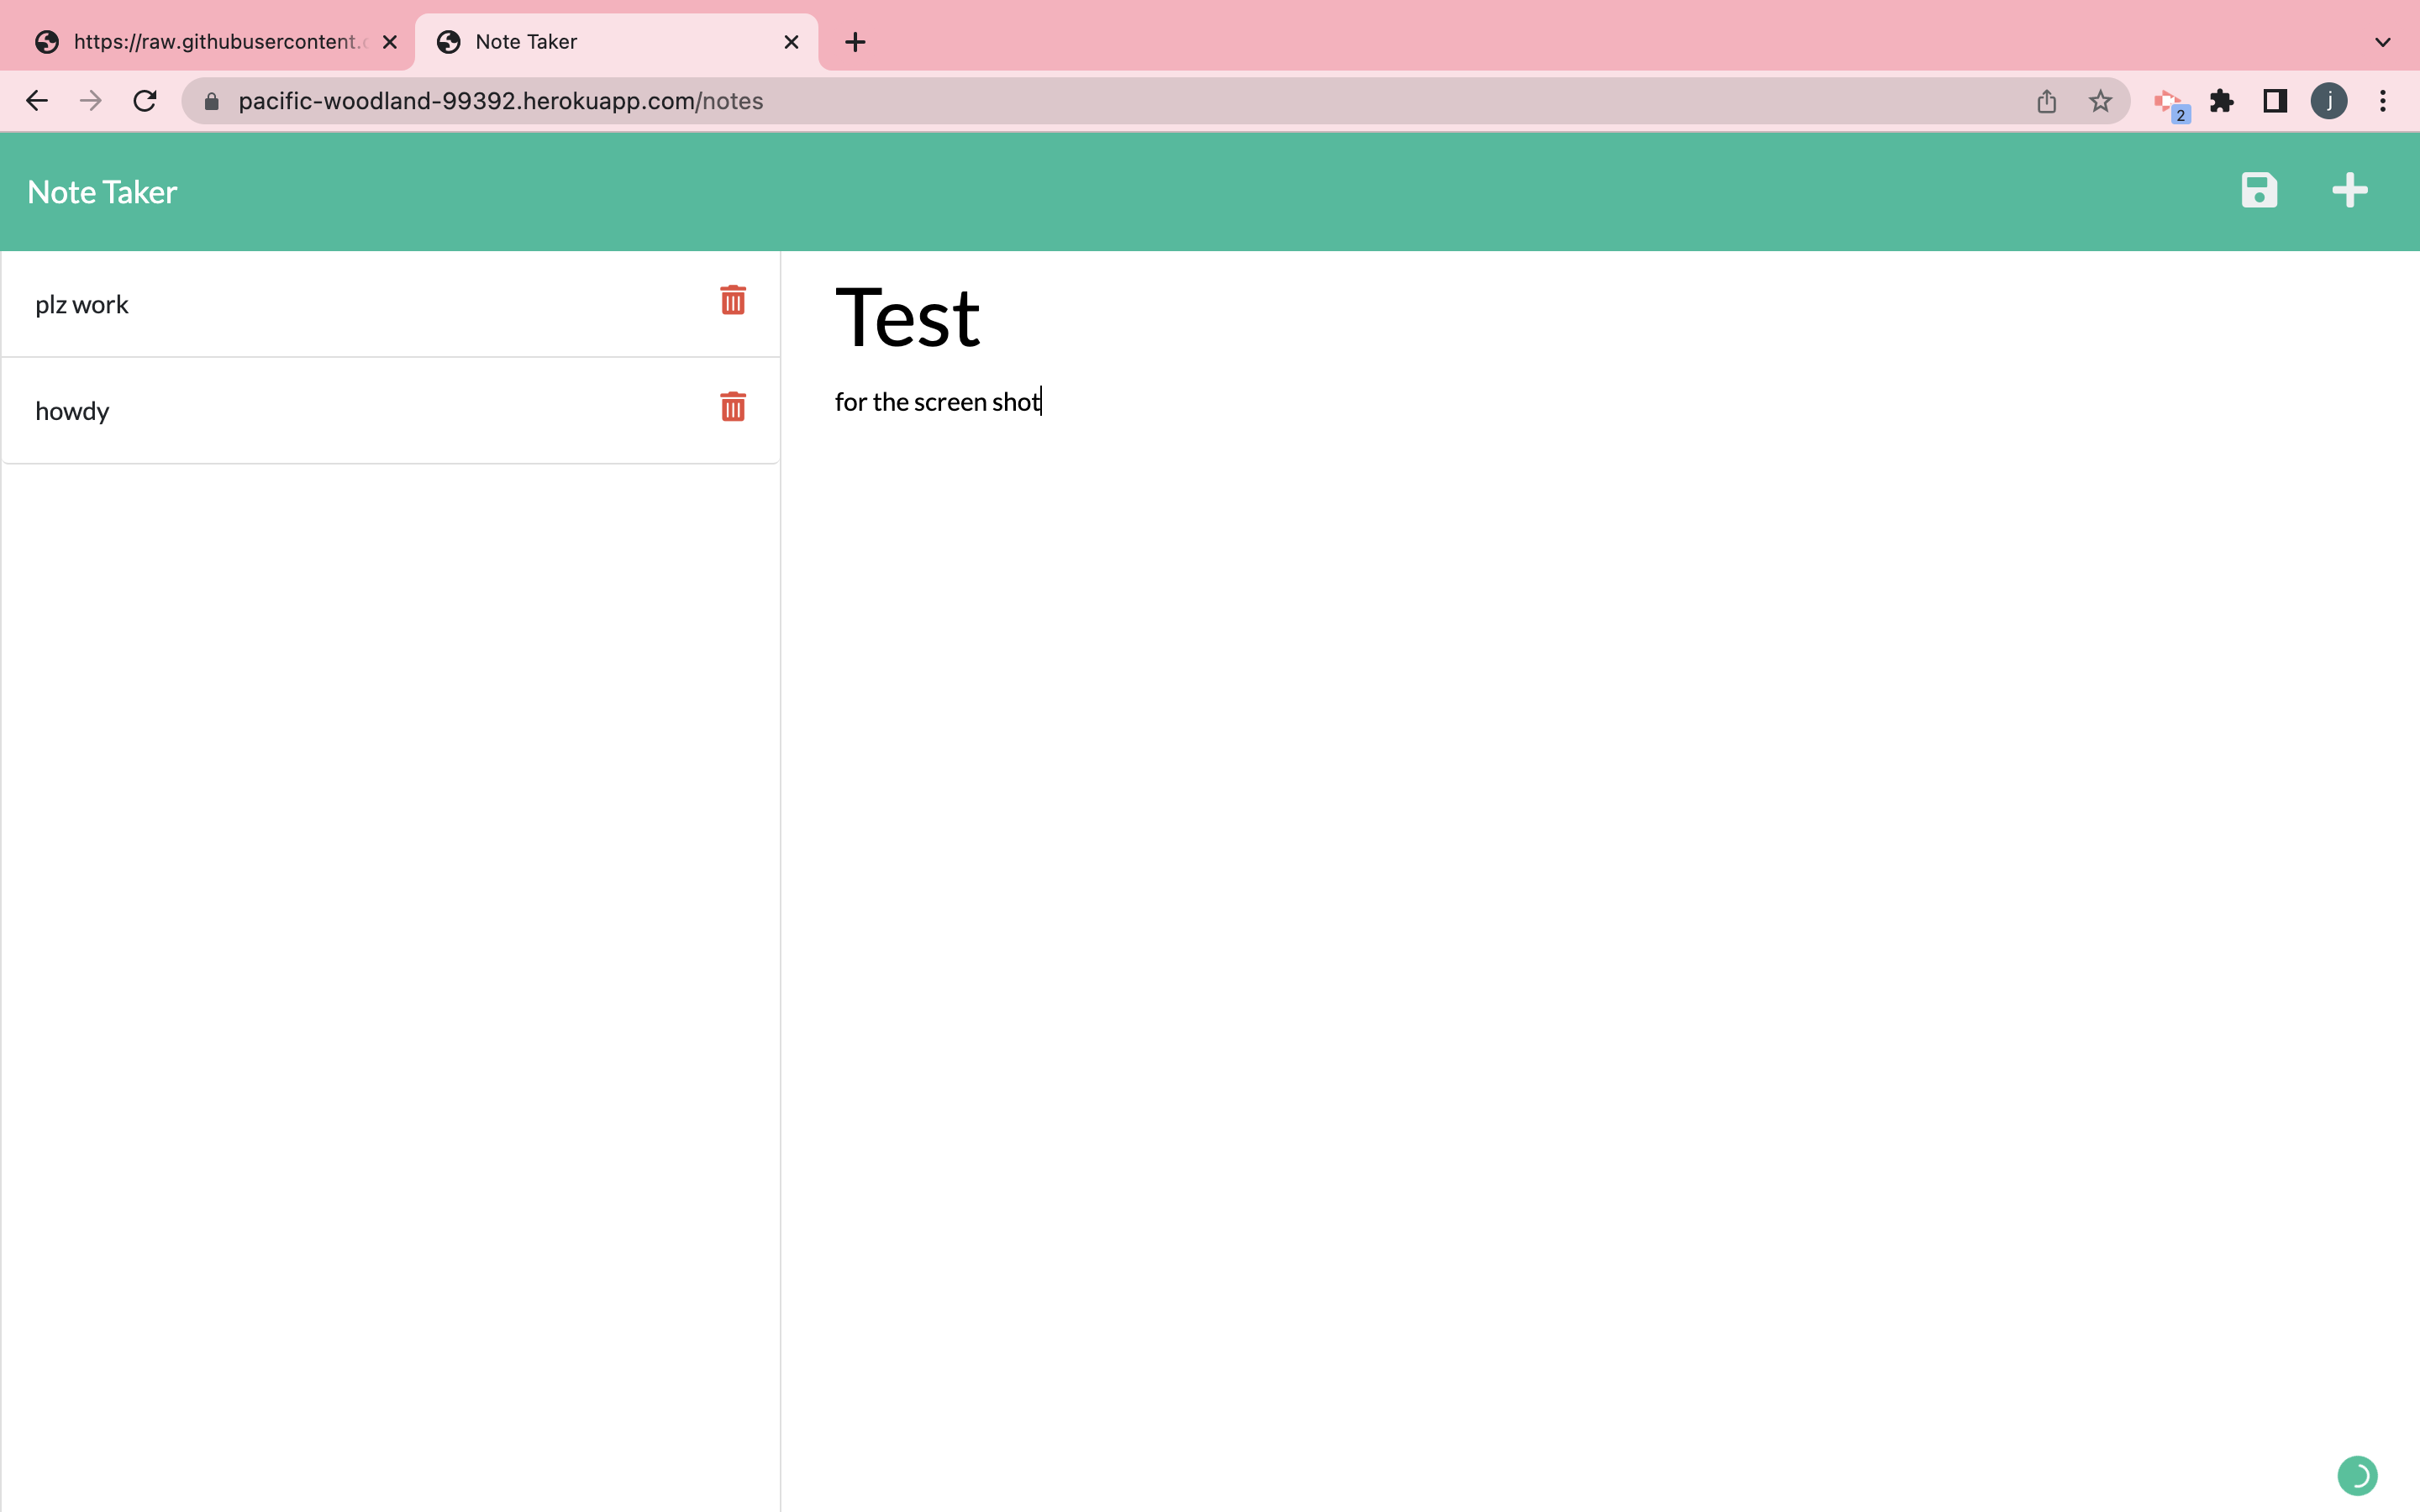 https://raw.githubusercontent.
Note Taker
pacific-woodland-99392.herokuapp.com/notes
2
j
Note Taker
plz work
howdy
Test
for the screen shot